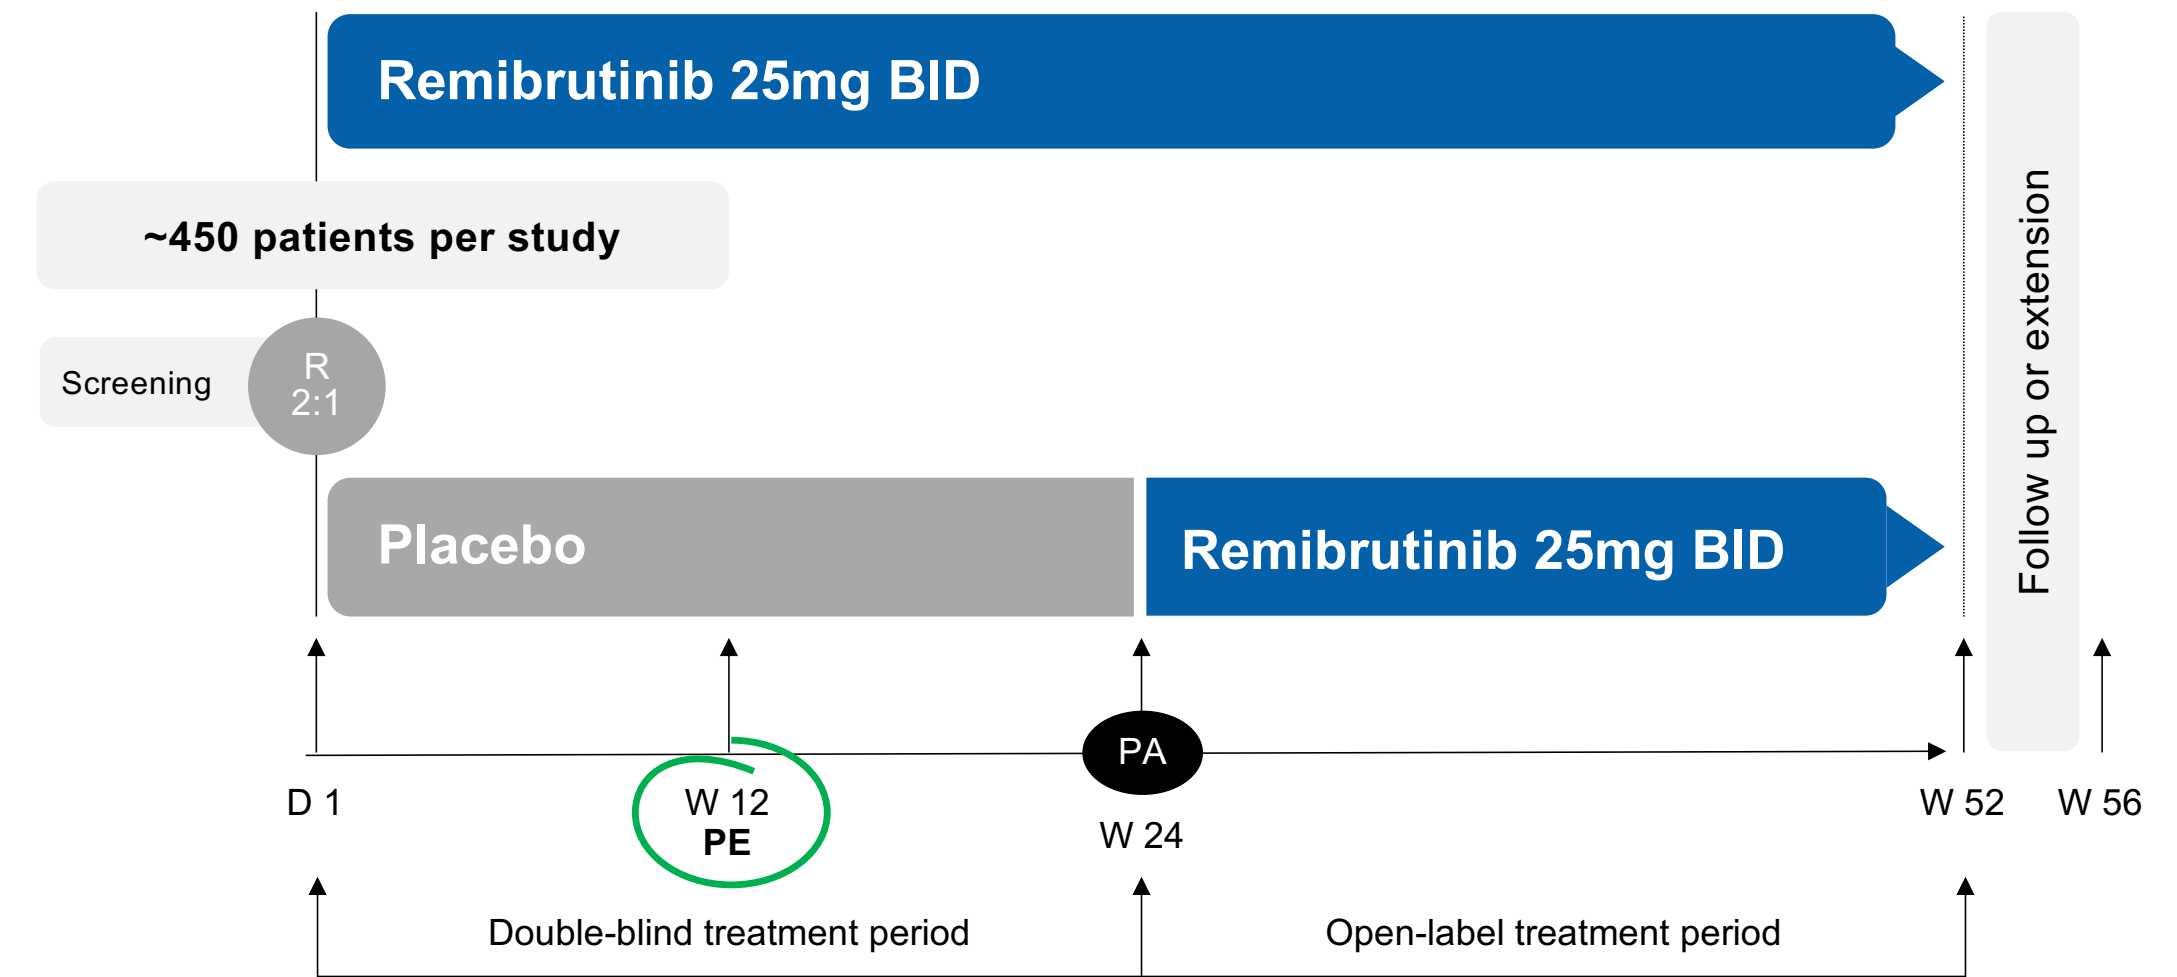 Remibrutinib 25mg BID
~450 patients per study
Screening
R
2:1
Placebo
Remibrutinib 25mg BID
Follow up or extension
PA
D 1
W 12
PE
W 24
W 52
W 56
Double-blind treatment period
Open-label treatment period